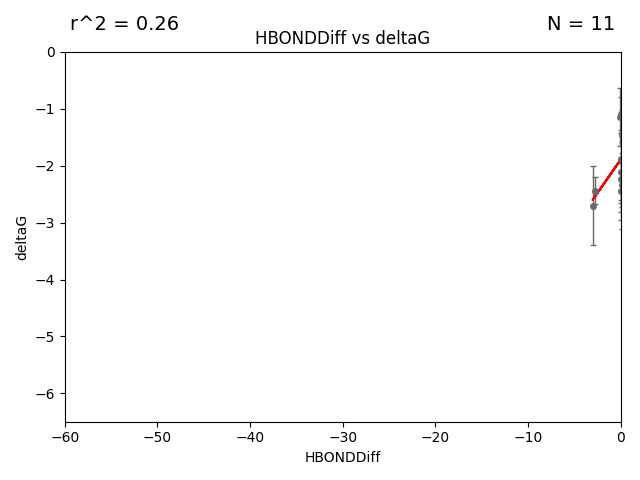 r^2 = 0.26
N = 11
HBONDDiff vs deltaG
0
−1
−2
−3
−4
−5
−6
deltaG
−60
−50
−40
−30
−20
−10
0
HBONDDiff